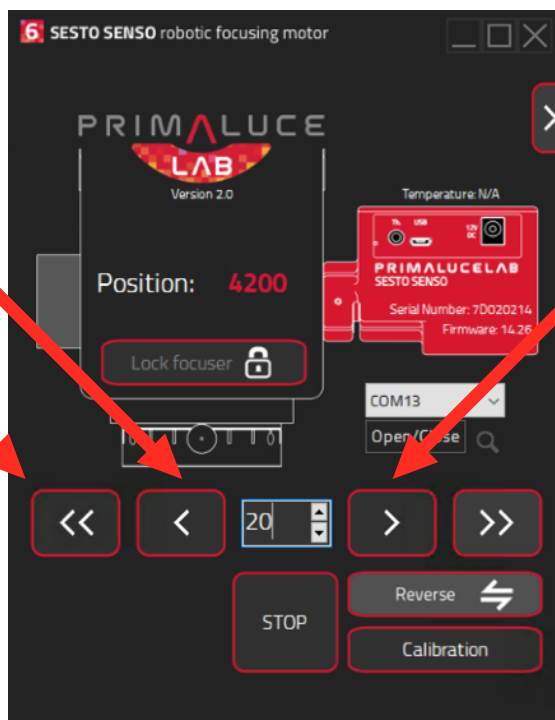 6 SESTO SENSO robotic focusing motor
PRIMALUCE
LAB
Version 2.0
Temperature: N/A
Th. USB 12V DC
Position: 4200
PRIMALUCELAB
SESTO SENSO
Serial Number: 7D020214
Firmware: 14.26
Lock focuser
COM13
Open/Close
<< < 20 > >>
STOP
Reverse
Calibration